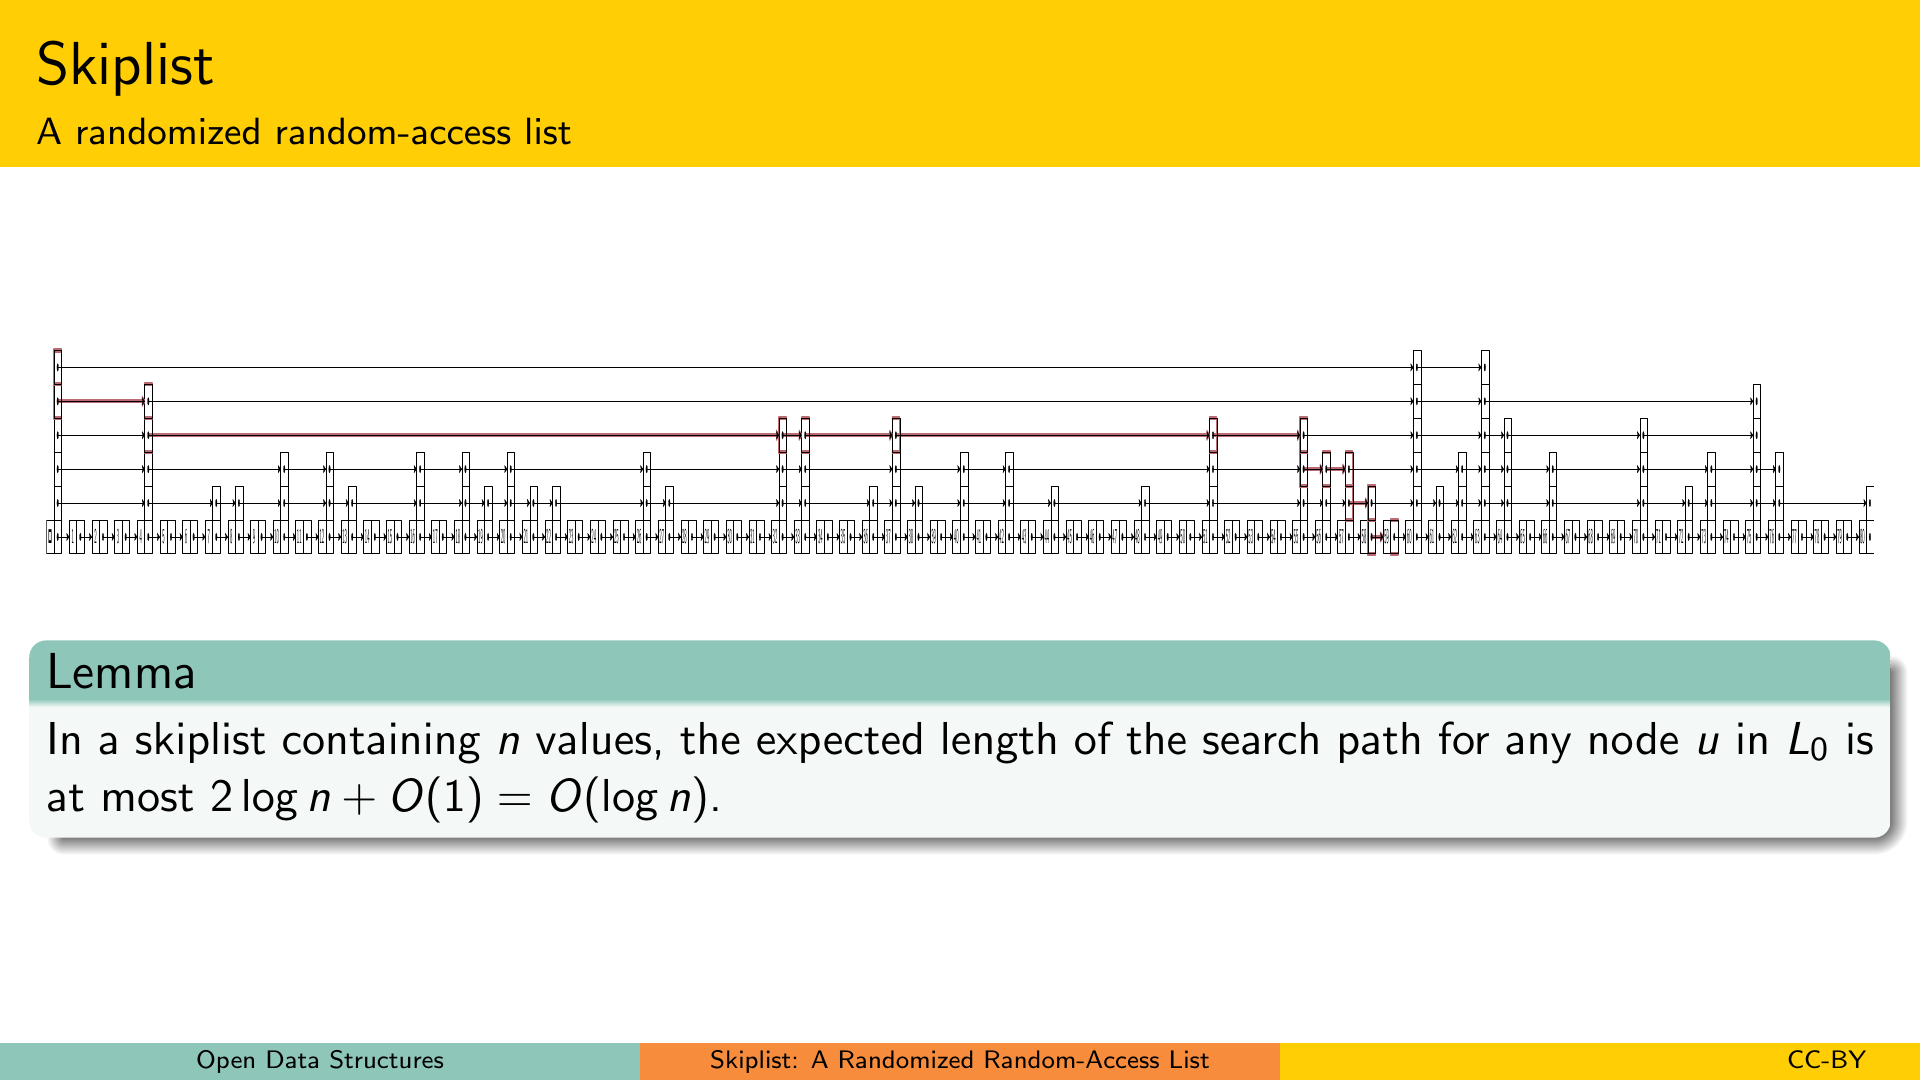 Skiplist
A randomized random-access list
Lemma
In a skiplist containing n values, the expected length of the search path for any node u in L₀ is
at most 2 log n + O(1) = O(log n).
Open Data Structures
Skiplist: A Randomized Random-Access List
CC-BY